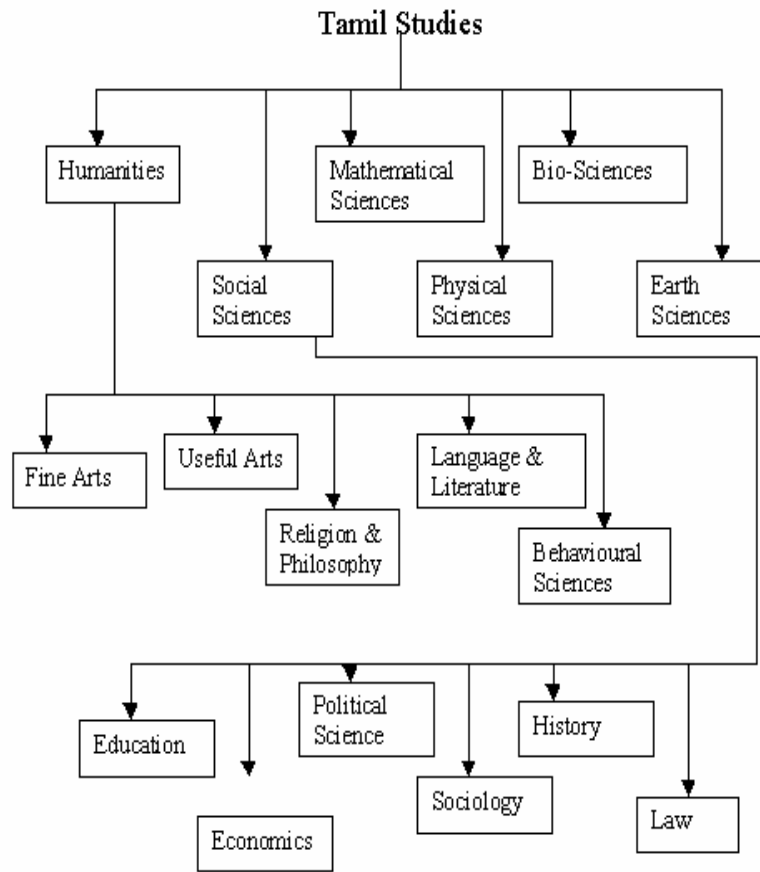 Tamil Studies
Humanities
Mathematical
Sciences
Bio-Sciences
Social
Sciences
Physical
Sciences
Earth
Sciences
Fine Arts
Useful Arts
Religion &
Philosophy
Language &
Literature
Behavioural
Sciences
Education
Economics
Political
Science
Sociology
History
Law